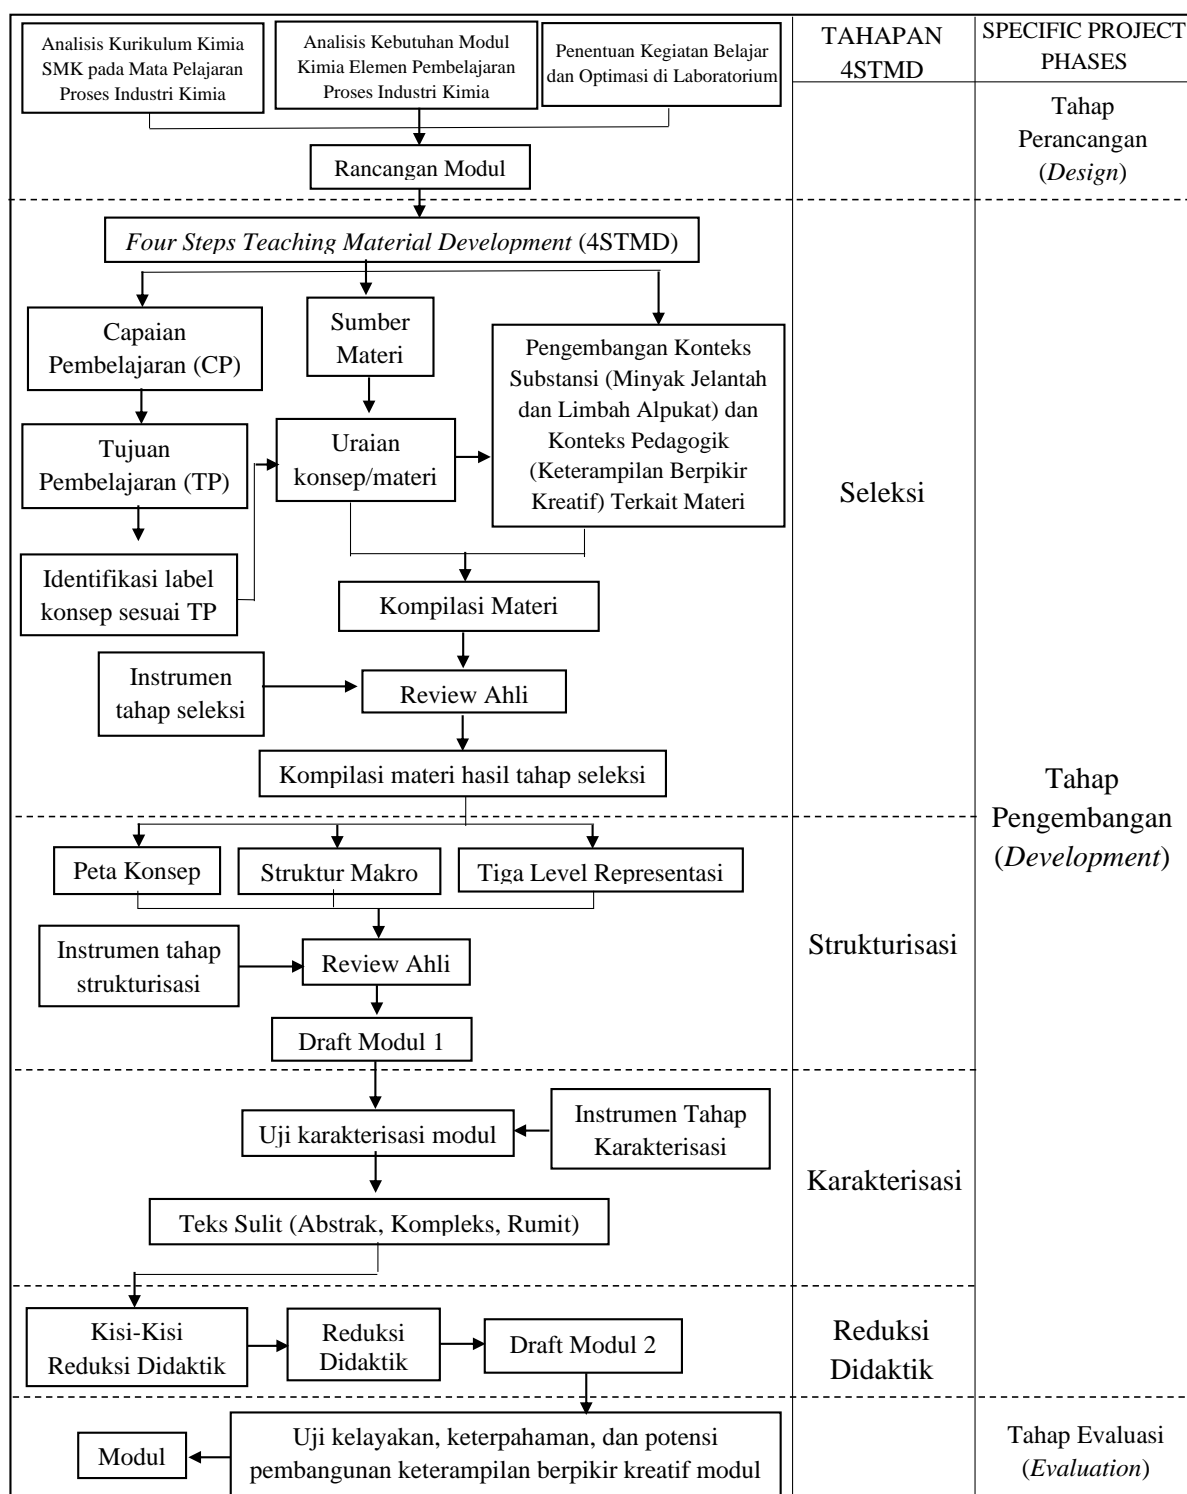 Analisis Kurikulum Kimia
SMK pada Mata Pelajaran
Proses Industri Kimia
Analisis Kebutuhan Modul
Kimia Elemen Pembelajaran
Proses Industri Kimia
Penentuan Kegiatan Belajar
dan Optimasi di Laboratorium
TAHAPAN
4STMD
SPECIFIC PROJECT
PHASES
Rancangan Modul
Tahap
Perancangan
(Design)
Four Steps Teaching Material Development (4STMD)
Capaian
Pembelajaran (CP)
Sumber
Materi
Pengembangan Konteks
Substansi (Minyak Jelantah
dan Limbah Alpukat) dan
Konteks Pedagogik
(Keterampilan Berpikir
Kreatif) Terkait Materi
Tujuan
Pembelajaran (TP)
Uraian
konsep/materi
Seleksi
Identifikasi label
konsep sesuai TP
Kompilasi Materi
Instrumen
tahap seleksi
Review Ahli
Kompilasi materi hasil tahap seleksi
Tahap
Pengembangan
(Development)
Peta Konsep
Struktur Makro
Tiga Level Representasi
Instrumen tahap
strukturisasi
Review Ahli
Strukturisasi
Draft Modul 1
Uji karakterisasi modul
Instrumen Tahap
Karakterisasi
Karakterisasi
Teks Sulit (Abstrak, Kompleks, Rumit)
Kisi-Kisi
Reduksi Didaktik
Reduksi
Didaktik
Draft Modul 2
Reduksi
Didaktik
Modul
Uji kelayakan, keterpahaman, dan potensi
pembangunan keterampilan berpikir kreatif modul
Tahap Evaluasi
(Evaluation)